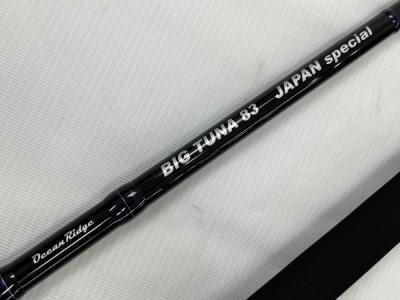 BIG TUNA 83 JAPAN special
Ocean Ridge